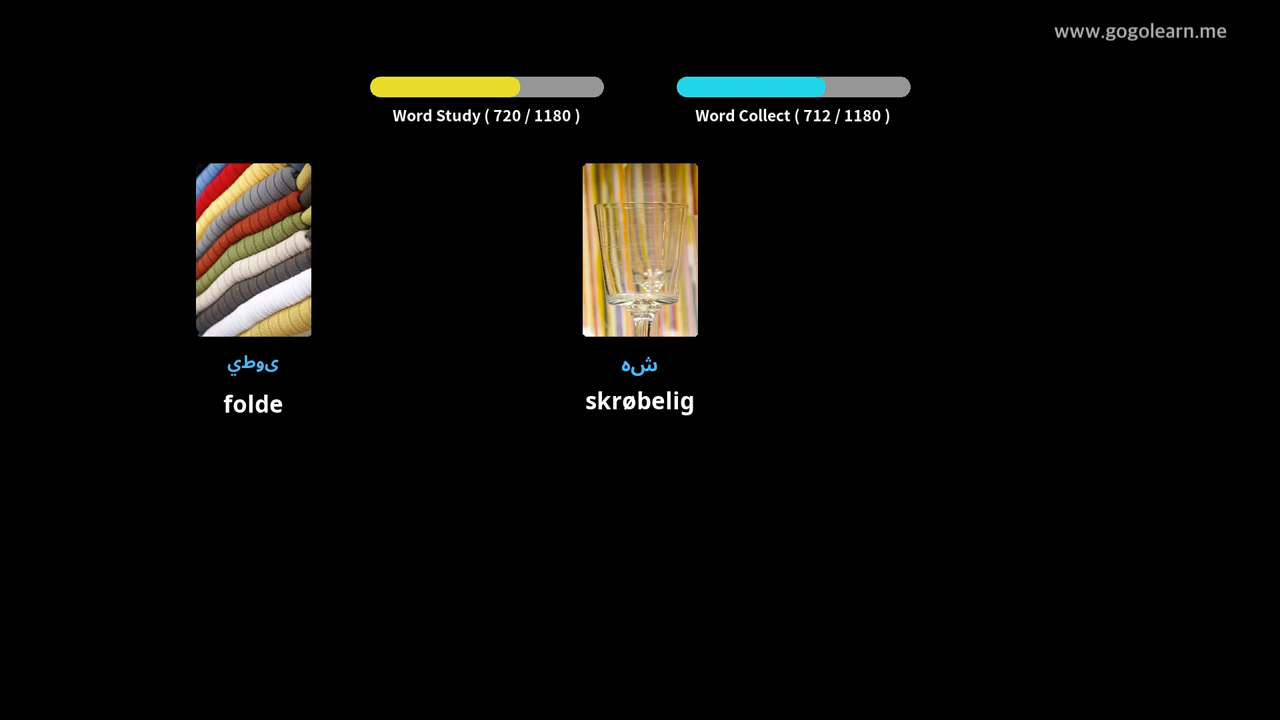 www.gogolearn.me
Word Study ( 720 / 1180 )
Word Collect ( 712 / 1180 )
ىوطي
folde
شه
skrøbelig